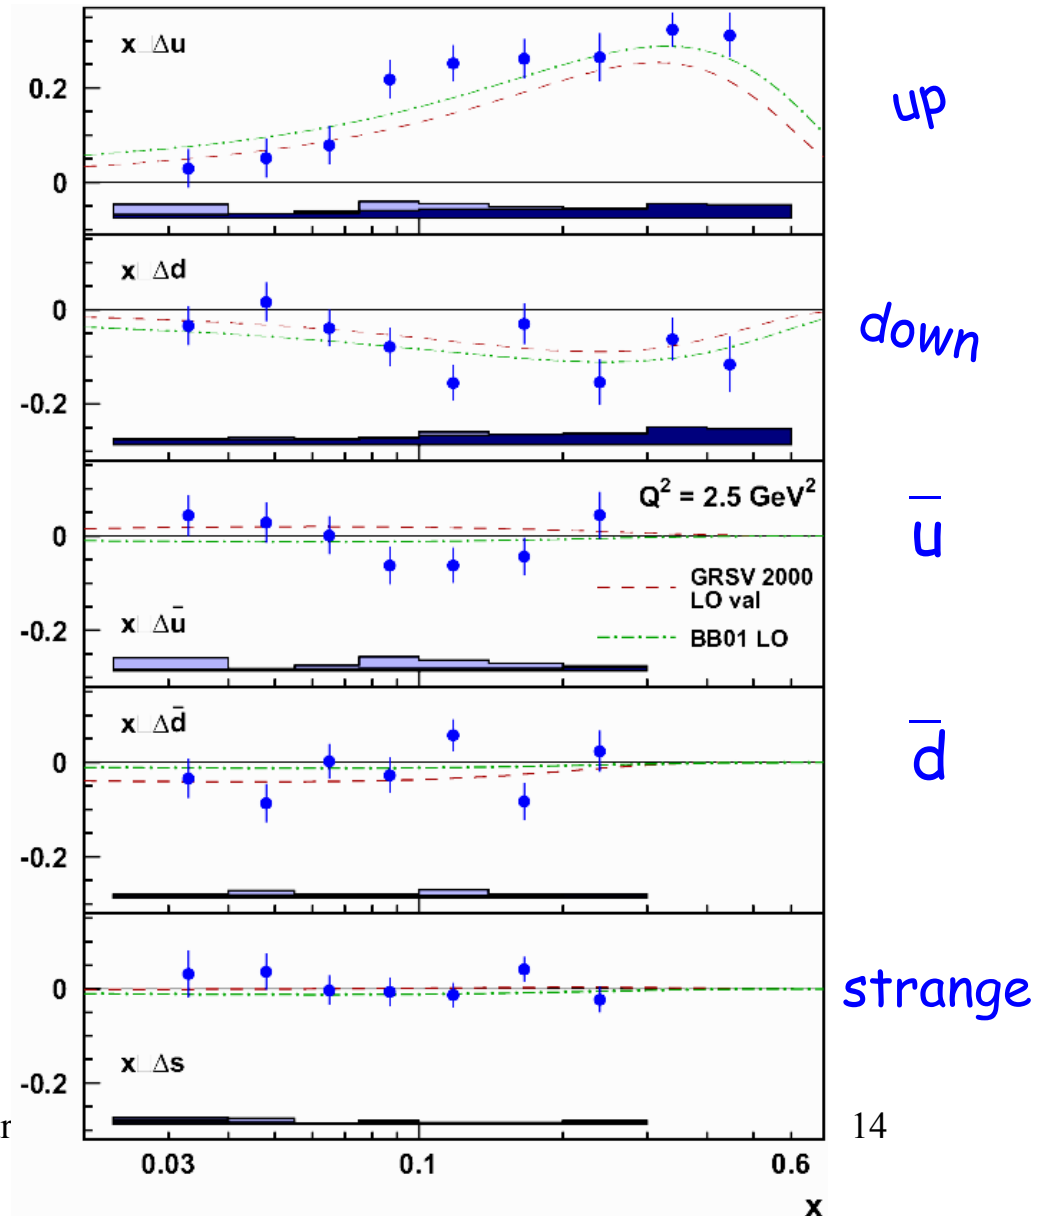 x Δu
0.2
0
up
x Δd
0
-0.2
down
Q² = 2.5 GeV²
0
GRSV 2000
LO val
-0.2
x Δū
BB01 LO
ū
x Δd̄
0
-0.2
d̄
0
strange
x Δs
-0.2
r
14
0.03
0.1
0.6
x